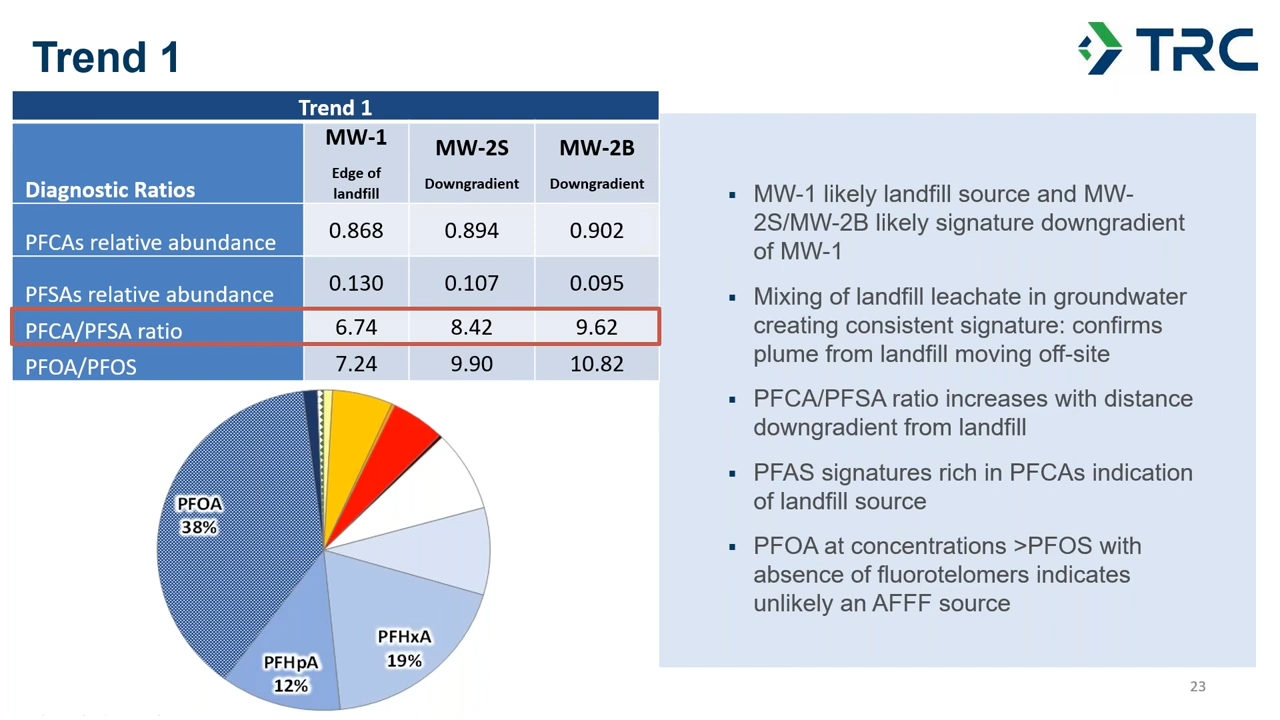 Trend 1
TRC
Trend 1
Diagnostic Ratios
MW-1
Edge of
landfill
MW-2S
Downgradient
MW-2B
Downgradient
PFCAs relative abundance 0.868 0.894 0.902
PFSAs relative abundance 0.130 0.107 0.095
PFCA/PFSA ratio 6.74 8.42 9.62
PFOA/PFOS 7.24 9.90 10.82
PFOA
38%
PFHxA
19%
PFHpA
12%
▪ MW-1 likely landfill source and MW-
2S/MW-2B likely signature downgradient
of MW-1
▪ Mixing of landfill leachate in groundwater
creating consistent signature: confirms
plume from landfill moving off-site
▪ PFCA/PFSA ratio increases with distance
downgradient from landfill
▪ PFAS signatures rich in PFCAs indication
of landfill source
▪ PFOA at concentrations >PFOS with
absence of fluorotelomers indicates
unlikely an AFFF source
23